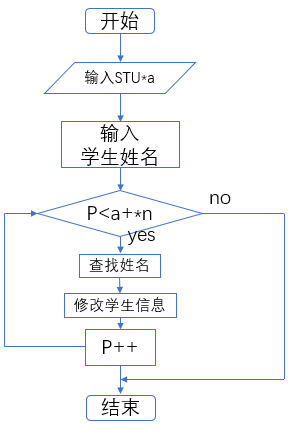 开始
输入STU*a
输入
学生姓名
P<a+*n
no
yes
查找姓名
修改学生信息
P++
结束